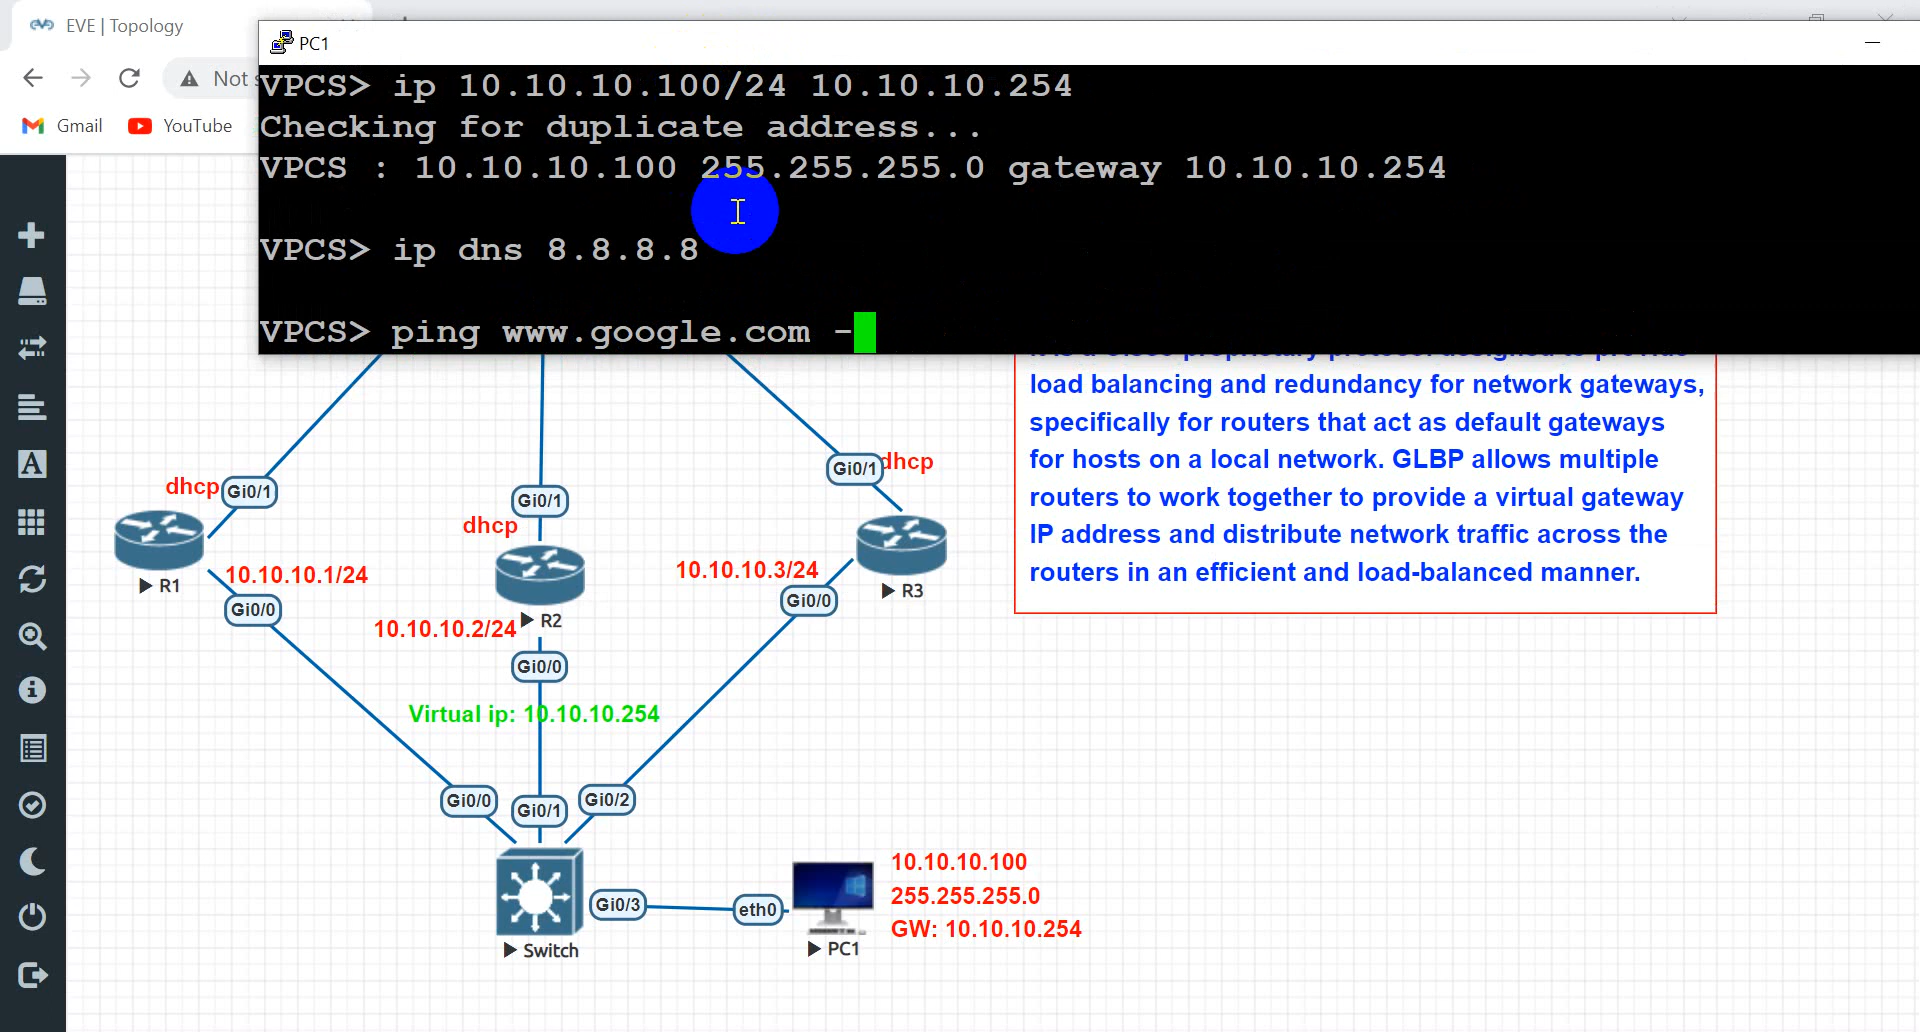 EVE | Topology
PC1
Not
VPCS> ip 10.10.10.100/24 10.10.10.254
Gmail
YouTube
Checking for duplicate address...
VPCS : 10.10.10.100 255.255.255.0 gateway 10.10.10.254
VPCS> ip dns 8.8.8.8
VPCS> ping www.google.com -
load balancing and redundancy for network gateways,
specifically for routers that act as default gateways
for hosts on a local network. GLBP allows multiple
routers to work together to provide a virtual gateway
IP address and distribute network traffic across the
routers in an efficient and load-balanced manner.
dhcp
Gi0/1
R1
10.10.10.1/24
Gi0/0
Gi0/1
dhcp
R2
10.10.10.2/24
Gi0/0
Gi0/1
dhcp
10.10.10.3/24
Gi0/0
R3
Virtual ip: 10.10.10.254
Gi0/0
Gi0/1
Gi0/2
Gi0/3
eth0
Switch
PC1
10.10.10.100
255.255.255.0
GW: 10.10.10.254